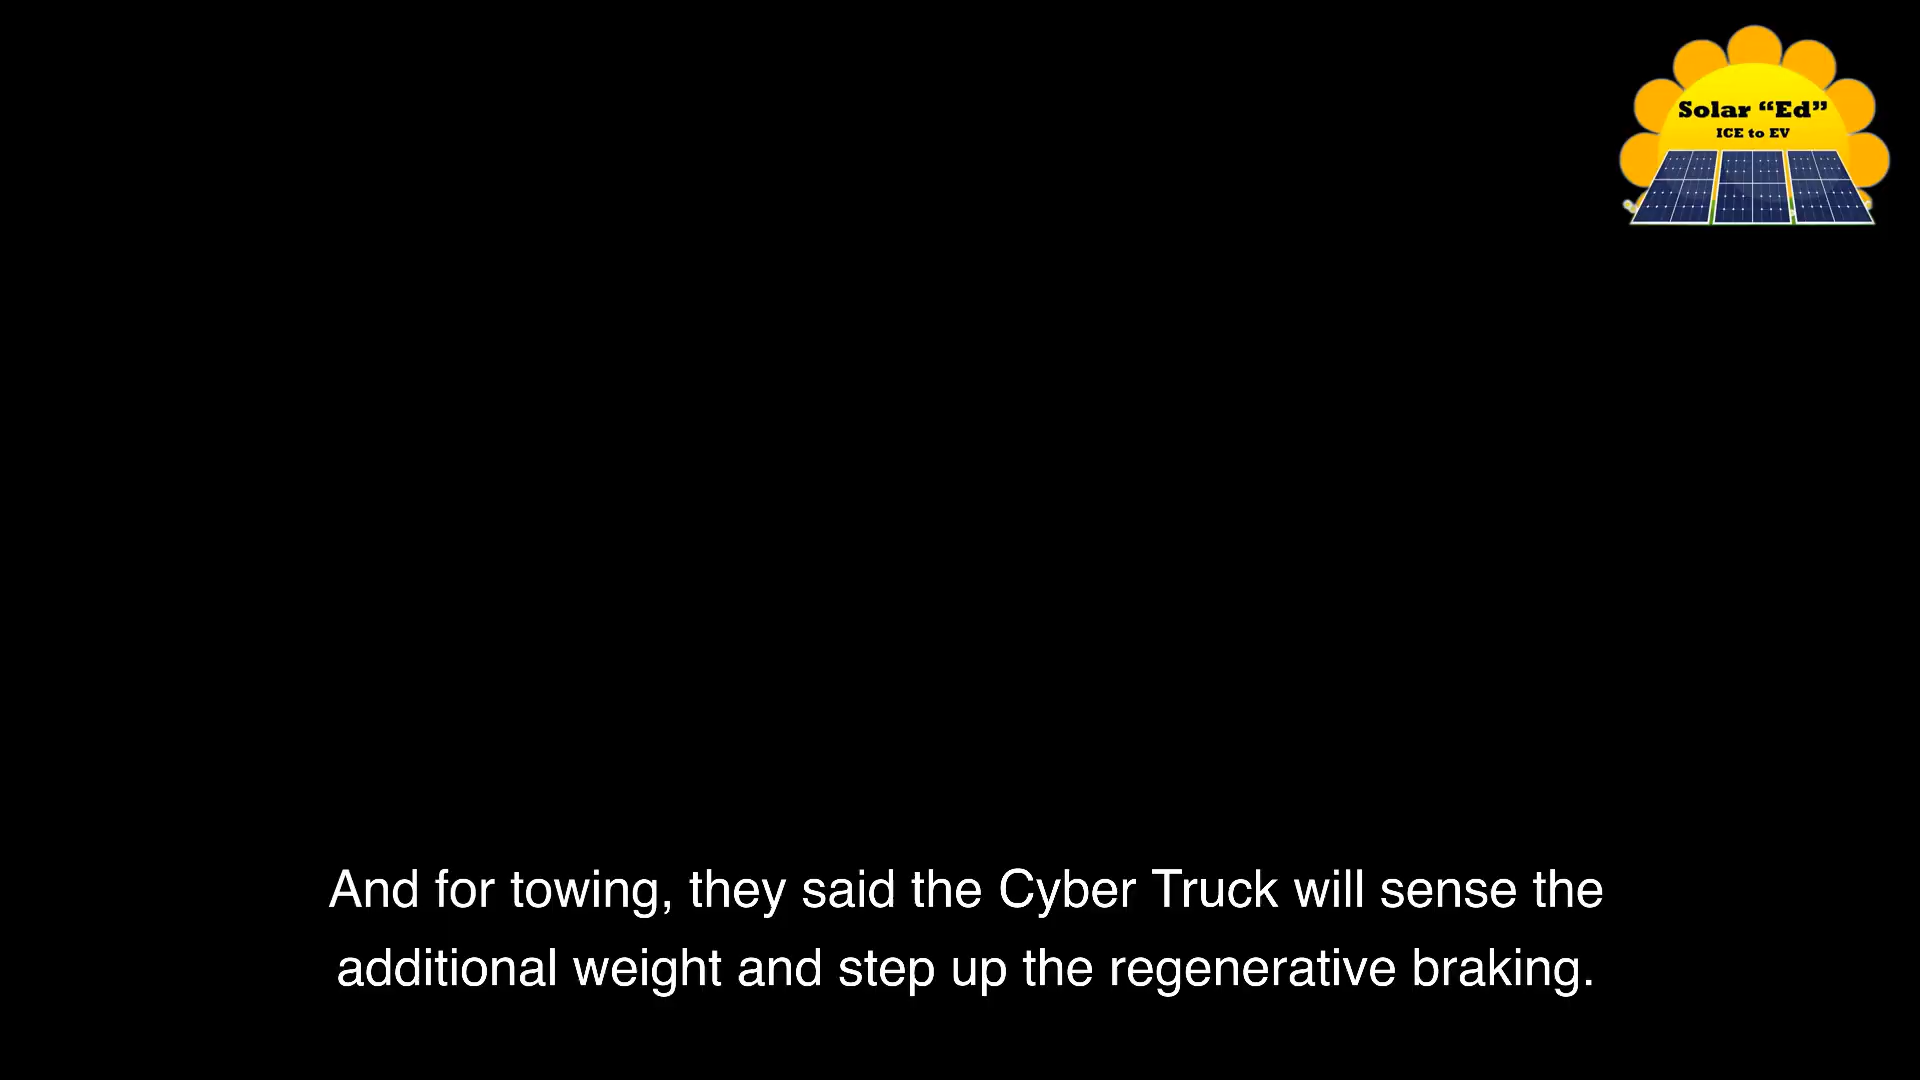 Solar “Ed”
ICE to EV
And for towing, they said the Cyber Truck will sense the
additional weight and step up the regenerative braking.